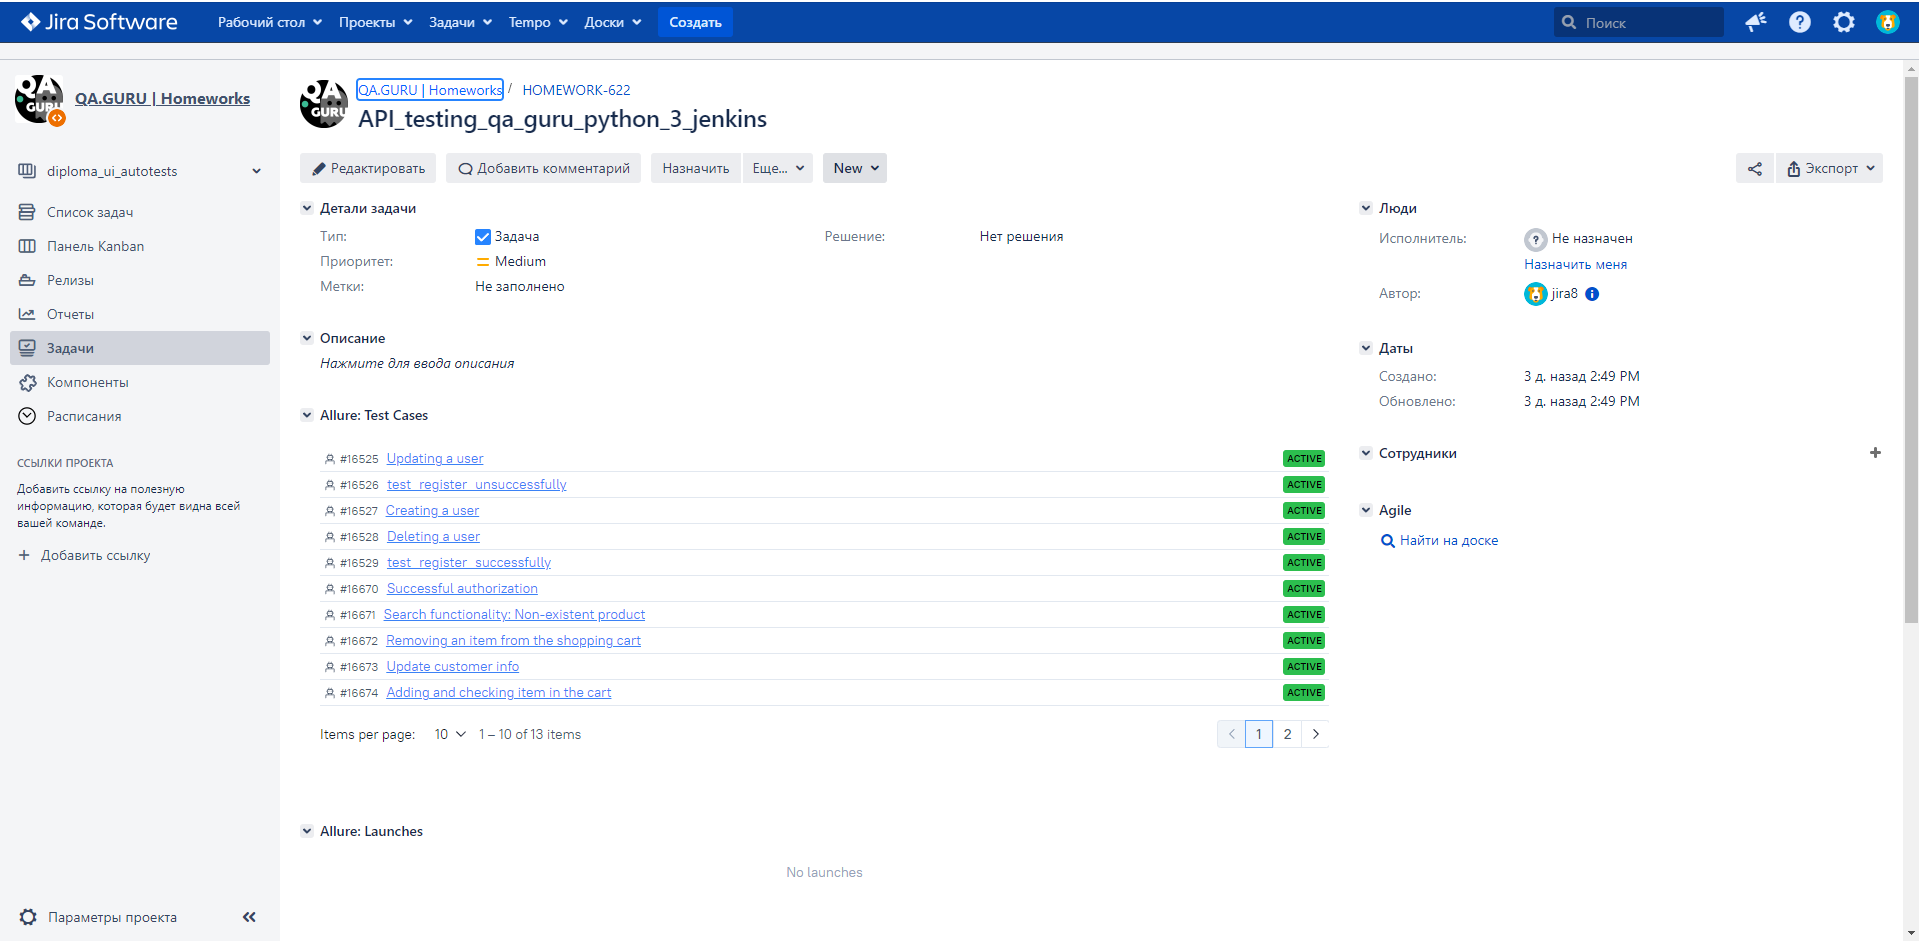 Jira Software
Рабочий стол Проекты Задачи Tempo Доски Создать Поиск
QA GURU
QA.GURU | Homeworks
diploma_ui_autotests
Список задач
Панель Kanban
Релизы
Отчеты
Задачи
Компоненты
Расписания
ССЫЛКИ ПРОЕКТА
Добавить ссылку на полезную
информацию, которая будет видна всей
вашей команде.
+ Добавить ссылку
Параметры проекта
QA GURU
QA.GURU | Homeworks / HOMEWORK-622
API_testing_qa_guru_python_3_jenkins
Редактировать Добавить комментарий Назначить Еще... New Экспорт
Детали задачи
Тип: Задача Решение: Нет решения
Приоритет: Medium
Метки: Не заполнено
Описание
Нажмите для ввода описания
Allure: Test Cases
#16525 Updating a user ACTIVE
#16526 test_register_unsuccessfully ACTIVE
#16527 Creating a user ACTIVE
#16528 Deleting a user ACTIVE
#16529 test_register_successfully ACTIVE
#16670 Successful authorization ACTIVE
#16671 Search functionality: Non-existent product ACTIVE
#16672 Removing an item from the shopping cart ACTIVE
#16673 Update customer info ACTIVE
#16674 Adding and checking item in the cart ACTIVE
Items per page: 10 1 – 10 of 13 items < 1 2 >
Allure: Launches
No launches
Люди
Исполнитель: Не назначен
Назначить меня
Автор: jira8
Даты
Создано: 3 д. назад 2:49 PM
Обновлено: 3 д. назад 2:49 PM
Сотрудники +
Agile
Найти на доске